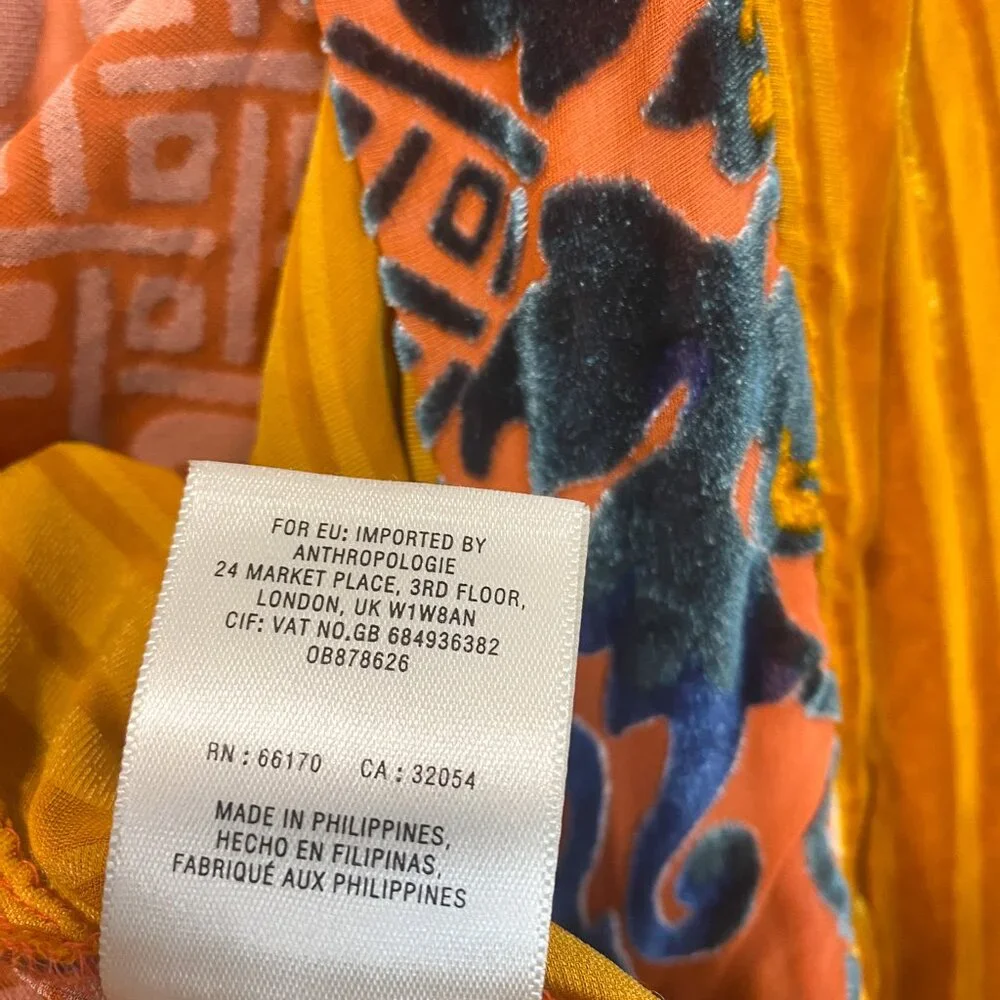 FOR EU: IMPORTED BY
ANTHROPOLOGIE
24 MARKET PLACE, 3RD FLOOR,
LONDON, UK W1W8AN
CIF: VAT NO.GB 684936382
OB878626
RN : 66170 CA : 32054
MADE IN PHILIPPINES,
HECHO EN FILIPINAS,
FABRIQUÉ AUX PHILIPPINES